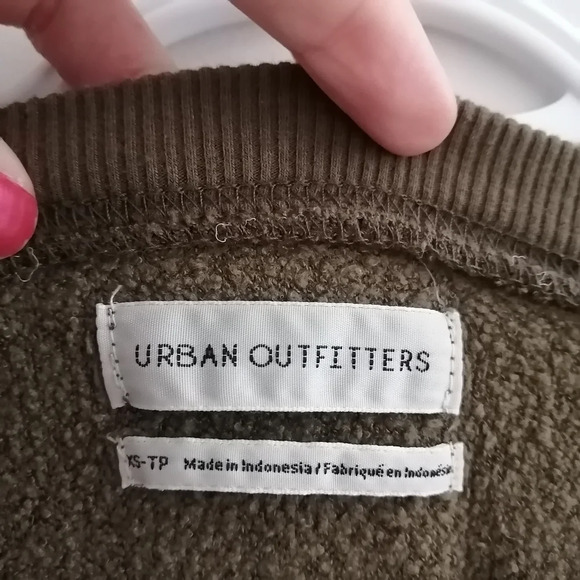 URBAN OUTFITTERS
XS-TP Made in Indonesia / Fabriqué en Indonésie